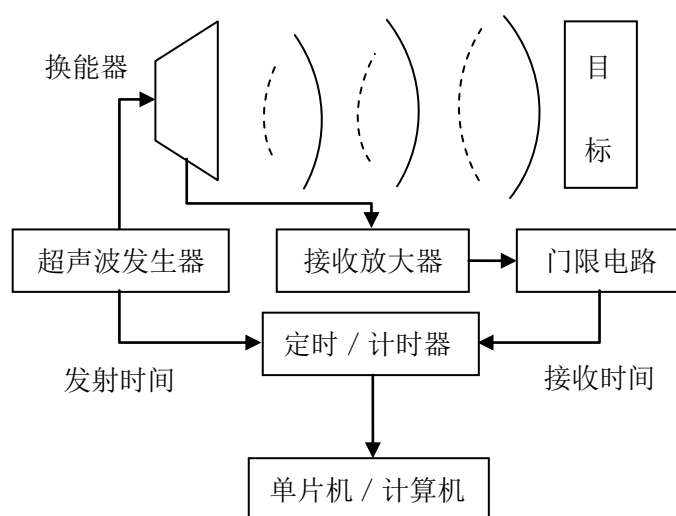 换能器
目
标
超声波发生器
接收放大器
门限电路
定时 / 计时器
发射时间
接收时间
单片机 / 计算机